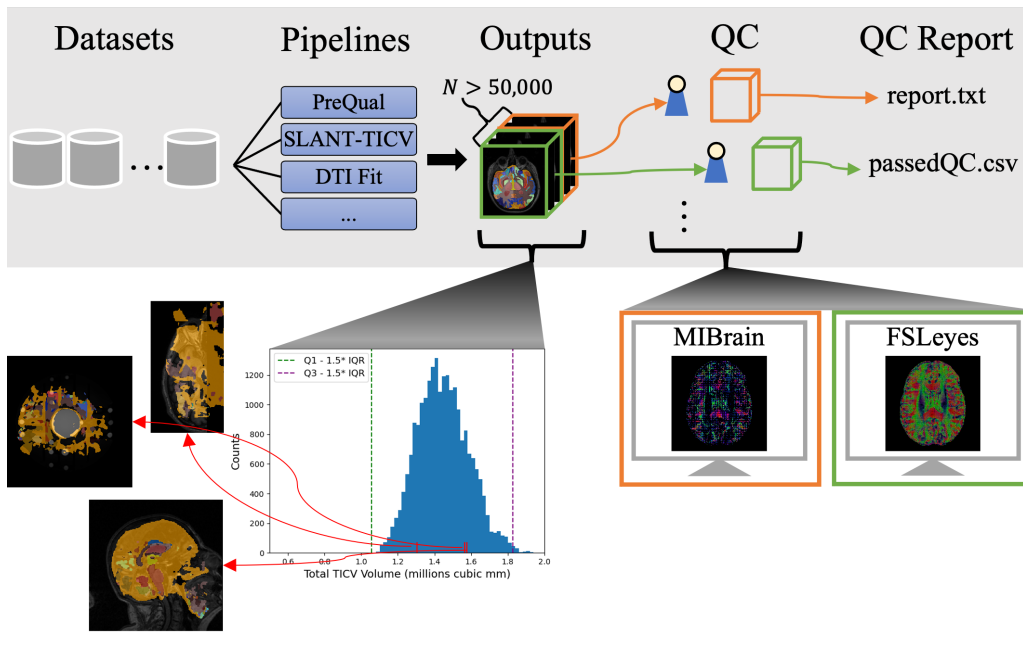 Datasets
Pipelines
Outputs
QC
QC Report
N > 50,000
PreQual
SLANT-TICV
DTI Fit
...
...
report.txt
passedQC.csv
MIBrain
FSLeyes
Q1 - 1.5* IQR
Q3 - 1.5* IQR
Counts
1200
1000
800
600
400
200
0
0.6 0.8 1.0 1.2 1.4 1.6 1.8 2.0
Total TICV Volume (millions cubic mm)